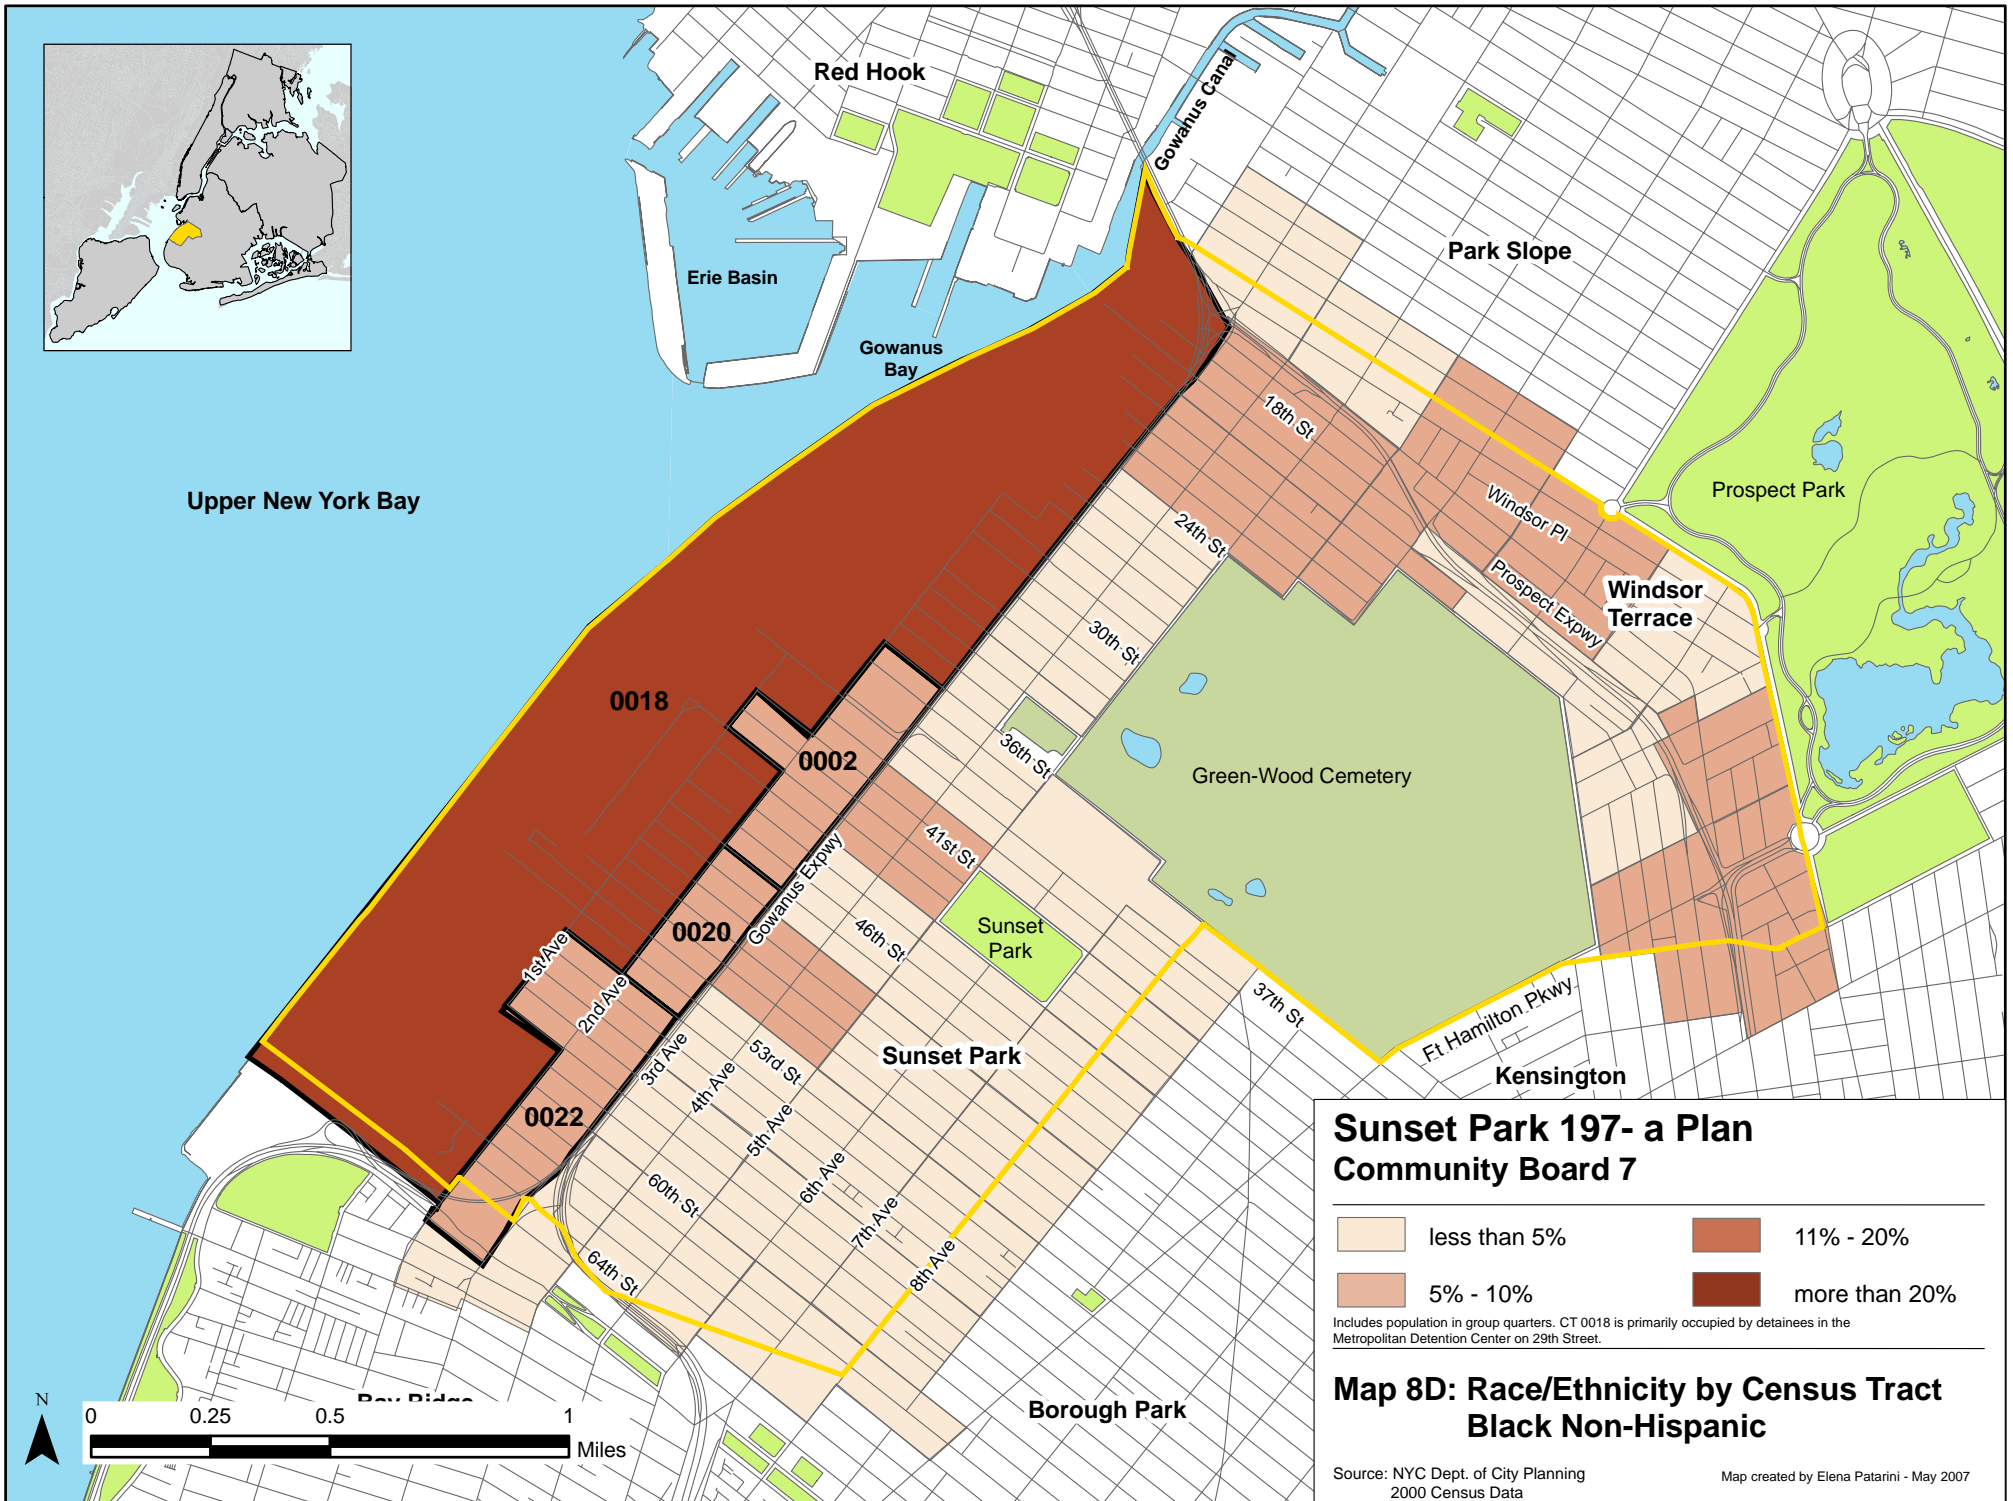 Red Hook
Gowanus Canal
Park Slope
Erie Basin
Gowanus
Bay
18th St
Upper New York Bay
Prospect Park
Windsor Pl
24th St
Prospect Expwy
Windsor
Terrace
30th St
0018
36th St
0002
Green-Wood Cemetery
41st St
Gowanus Expwy
Sunset
Park
46th St
0020
1st Ave
2nd Ave
37th St
Ft Hamilton Pkwy
3rd Ave
53rd St
Sunset Park
4th Ave
Kensington
0022
5th Ave
6th Ave
60th St
7th Ave
8th Ave
64th St
Bay Ridge
Borough Park
N
0 0.25 0.5 1
Miles
Sunset Park 197- a Plan
Community Board 7
less than 5%
11% - 20%
5% - 10%
more than 20%
Includes population in group quarters. CT 0018 is primarily occupied by detainees in the
Metropolitan Detention Center on 29th Street.
Map 8D: Race/Ethnicity by Census Tract
Black Non-Hispanic
Source: NYC Dept. of City Planning
2000 Census Data
Map created by Elena Patarini - May 2007